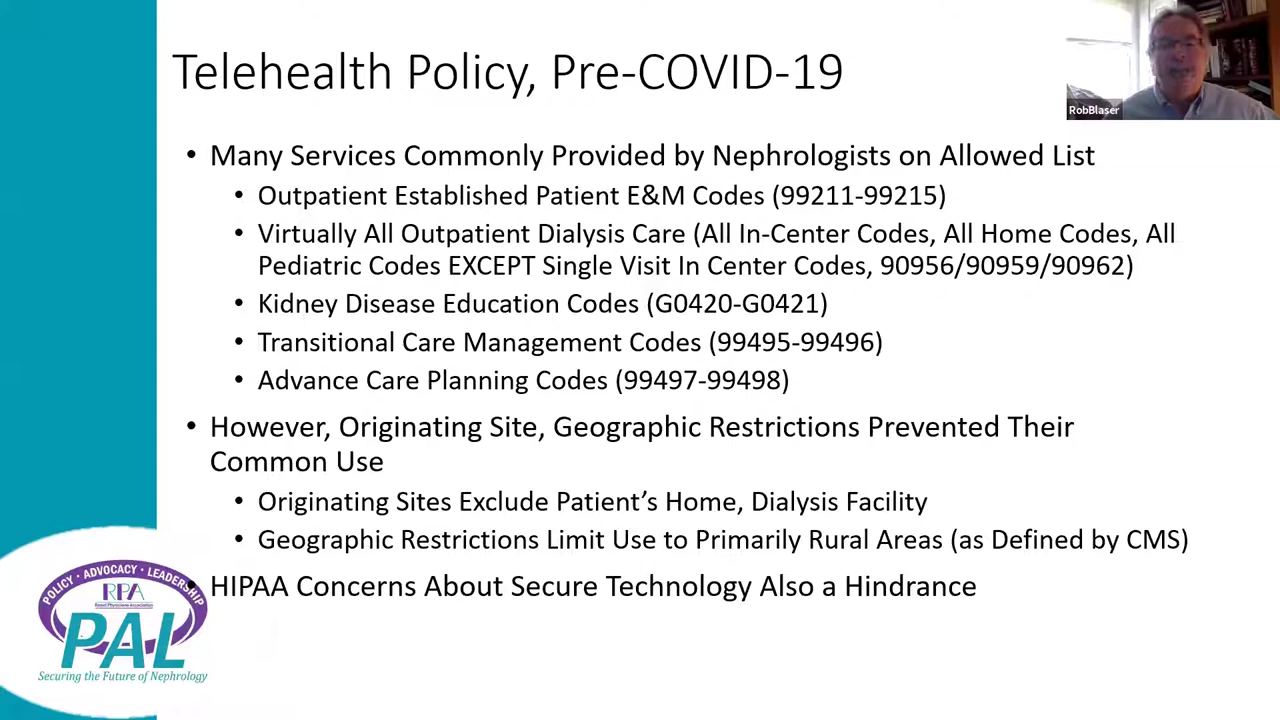 Telehealth Policy, Pre-COVID-19
RobBlaser
• Many Services Commonly Provided by Nephrologists on Allowed List
• Outpatient Established Patient E&M Codes (99211-99215)
• Virtually All Outpatient Dialysis Care (All In-Center Codes, All Home Codes, All
Pediatric Codes EXCEPT Single Visit In Center Codes, 90956/90959/90962)
• Kidney Disease Education Codes (G0420-G0421)
• Transitional Care Management Codes (99495-99496)
• Advance Care Planning Codes (99497-99498)
• However, Originating Site, Geographic Restrictions Prevented Their
Common Use
• Originating Sites Exclude Patient's Home, Dialysis Facility
• Geographic Restrictions Limit Use to Primarily Rural Areas (as Defined by CMS)
• HIPAA Concerns About Secure Technology Also a Hindrance
POLICY • ADVOCACY • LEADERSHIP
RPA
Renal Physicians Association
PAL
Securing the Future of Nephrology